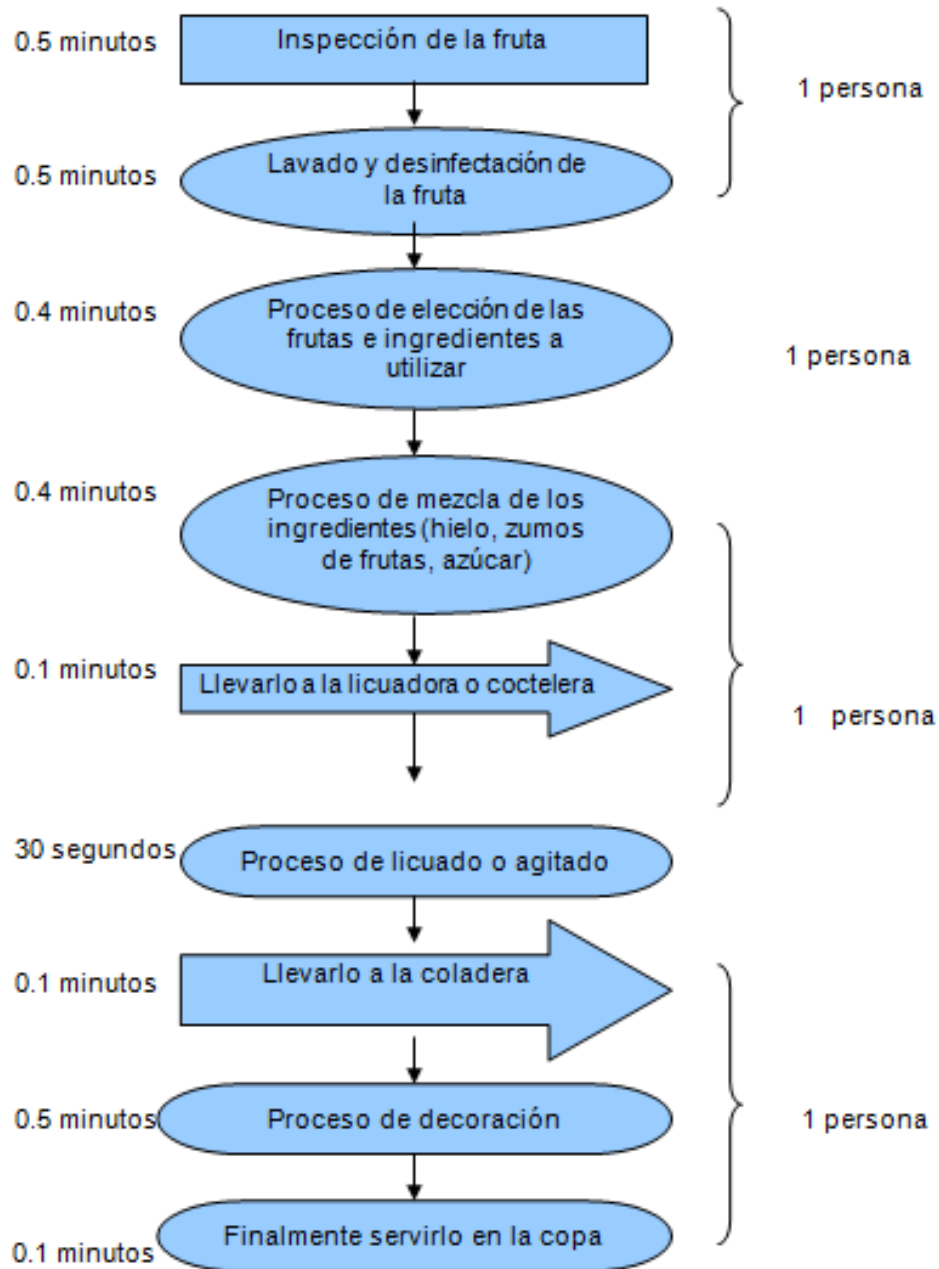 0.5 minutos
Inspección de la fruta
1 persona
0.5 minutos
Lavado y desinfectación de
la fruta
0.4 minutos
Proceso de elección de las
frutas e ingredientes a
utilizar
1 persona
0.4 minutos
Proceso de mezcla de los
ingredientes (hielo, zumos
de frutas, azúcar)
0.1 minutos
Llevarlo a la licuadora o coctelera
1 persona
30 segundos
Proceso de licuado o agitado
0.1 minutos
Llevarlo a la coladera
0.5 minutos
Proceso de decoración
1 persona
Finalmente servirlo en la copa
0.1 minutos